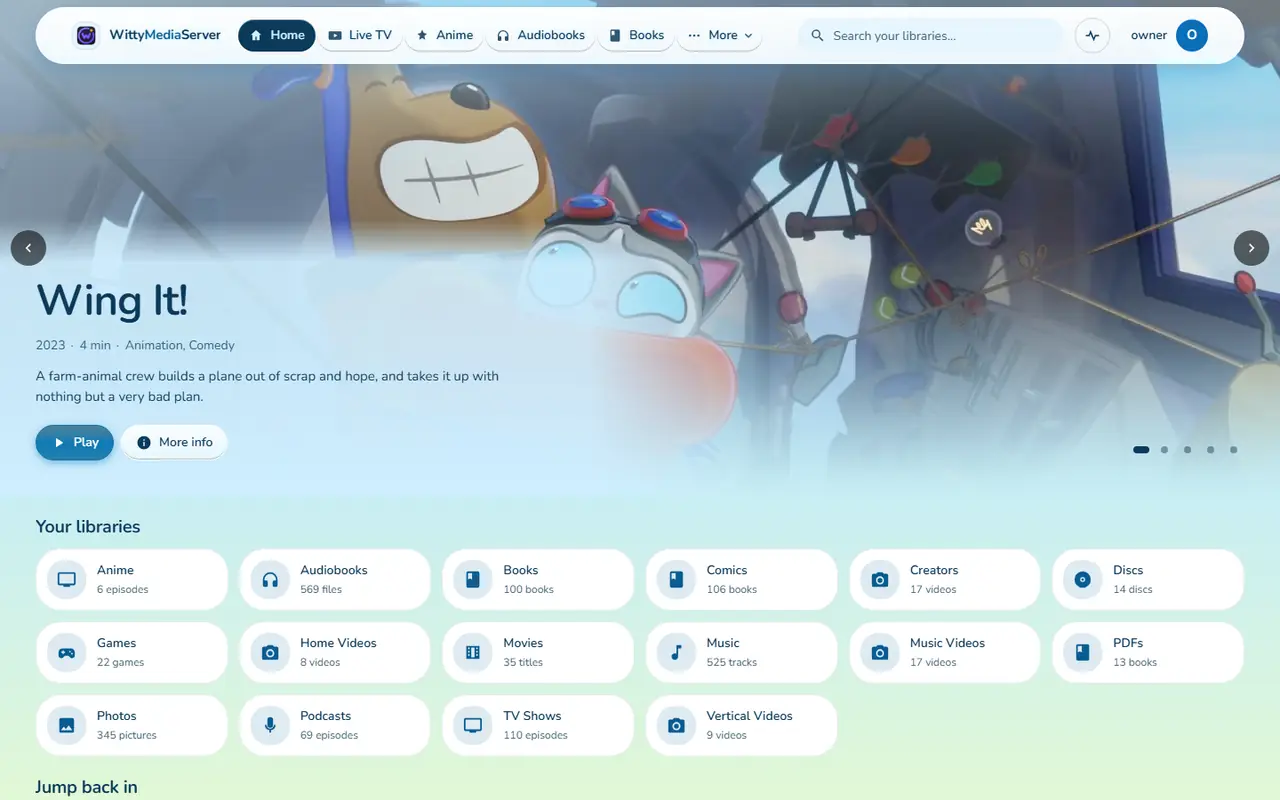 WittyMediaServer
Home
Live TV
Anime
Audiobooks
Books
More
Search your libraries...
owner
O
Wing It!
2023 · 4 min · Animation, Comedy
A farm-animal crew builds a plane out of scrap and hope, and takes it up with
nothing but a very bad plan.
Play
More info
Your libraries
Anime
6 episodes
Audiobooks
569 files
Books
100 books
Comics
106 books
Creators
17 videos
Discs
14 discs
Games
22 games
Home Videos
8 videos
Movies
35 titles
Music
525 tracks
Music Videos
17 videos
PDFs
13 books
Photos
345 pictures
Podcasts
69 episodes
TV Shows
110 episodes
Vertical Videos
9 videos
Jump back in